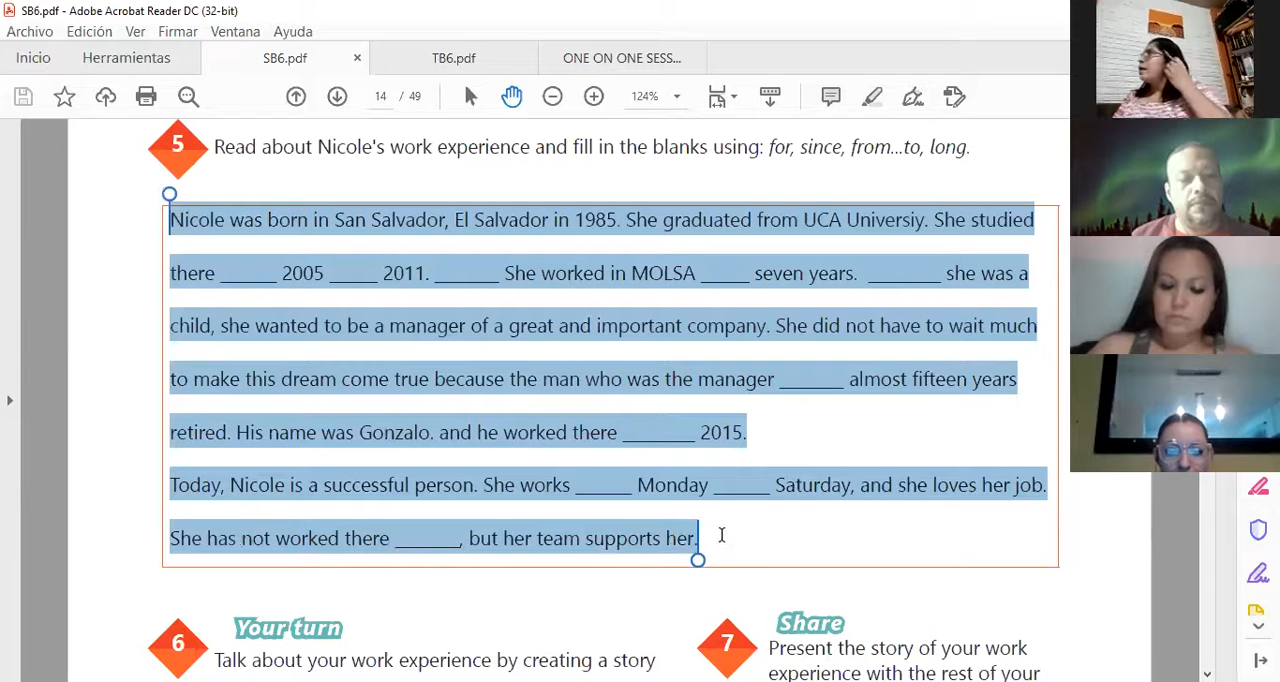 SB6.pdf - Adobe Acrobat Reader DC (32-bit)
Archivo Edición Ver Firmar Ventana Ayuda
Inicio Herramientas SB6.pdf × TB6.pdf ONE ON ONE SESS...
14 / 49 124%
5 Read about Nicole's work experience and fill in the blanks using: for, since, from...to, long.
Nicole was born in San Salvador, El Salvador in 1985. She graduated from UCA Universiy. She studied
there ______ 2005 _____ 2011. _______ She worked in MOLSA _____ seven years. ________ she was a
child, she wanted to be a manager of a great and important company. She did not have to wait much
to make this dream come true because the man who was the manager _______ almost fifteen years
retired. His name was Gonzalo. and he worked there ________ 2015.
Today, Nicole is a successful person. She works ______ Monday ______ Saturday, and she loves her job.
She has not worked there _______, but her team supports her.
6 Your turn
Talk about your work experience by creating a story
7 Share
Present the story of your work
experience with the rest of your